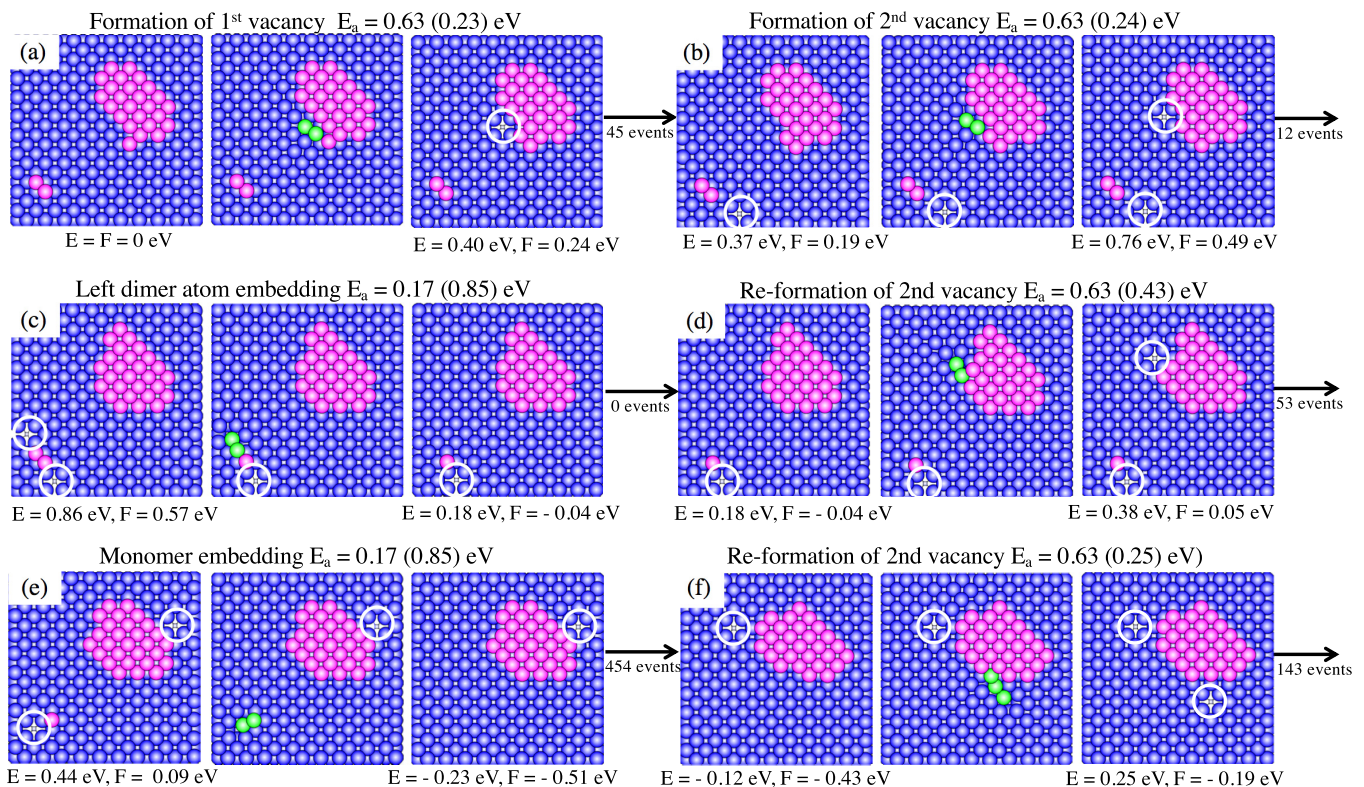 Formation of 1st vacancy Ea = 0.63 (0.23) eV
Formation of 2nd vacancy Ea = 0.63 (0.24) eV
(a)
(b)
45 events
12 events
E = F = 0 eV
E = 0.40 eV, F = 0.24 eV
E = 0.37 eV, F = 0.19 eV
E = 0.76 eV, F = 0.49 eV
Left dimer atom embedding Ea = 0.17 (0.85) eV
Re-formation of 2nd vacancy Ea = 0.63 (0.43) eV
(c)
(d)
0 events
53 events
E = 0.86 eV, F = 0.57 eV
E = 0.18 eV, F = - 0.04 eV
E = 0.18 eV, F = - 0.04 eV
E = 0.38 eV, F = 0.05 eV
Monomer embedding Ea = 0.17 (0.85) eV
Re-formation of 2nd vacancy Ea = 0.63 (0.25) eV)
(e)
(f)
454 events
143 events
E = 0.44 eV, F = 0.09 eV
E = - 0.23 eV, F = - 0.51 eV
E = - 0.12 eV, F = - 0.43 eV
E = 0.25 eV, F = - 0.19 eV